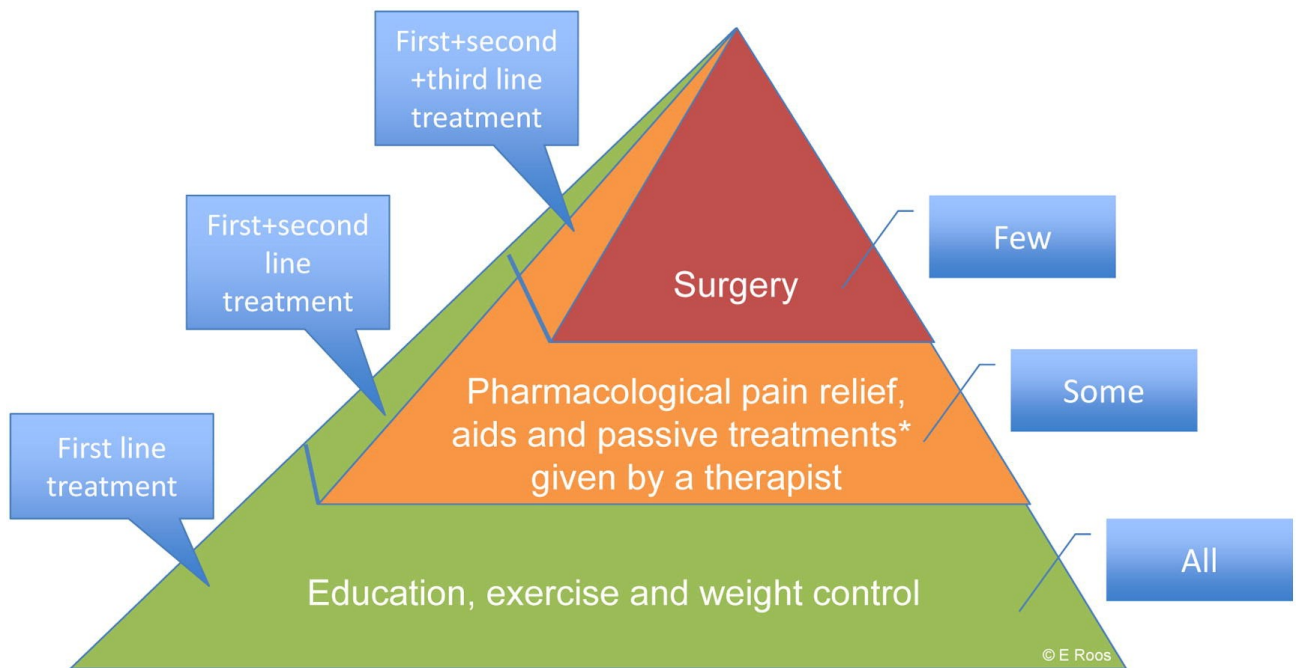 First+second
+third line
treatment
First+second
line
treatment
First line
treatment
Surgery
Pharmacological pain relief,
aids and passive treatments*
given by a therapist
Education, exercise and weight control
Few
Some
All
© E Roos